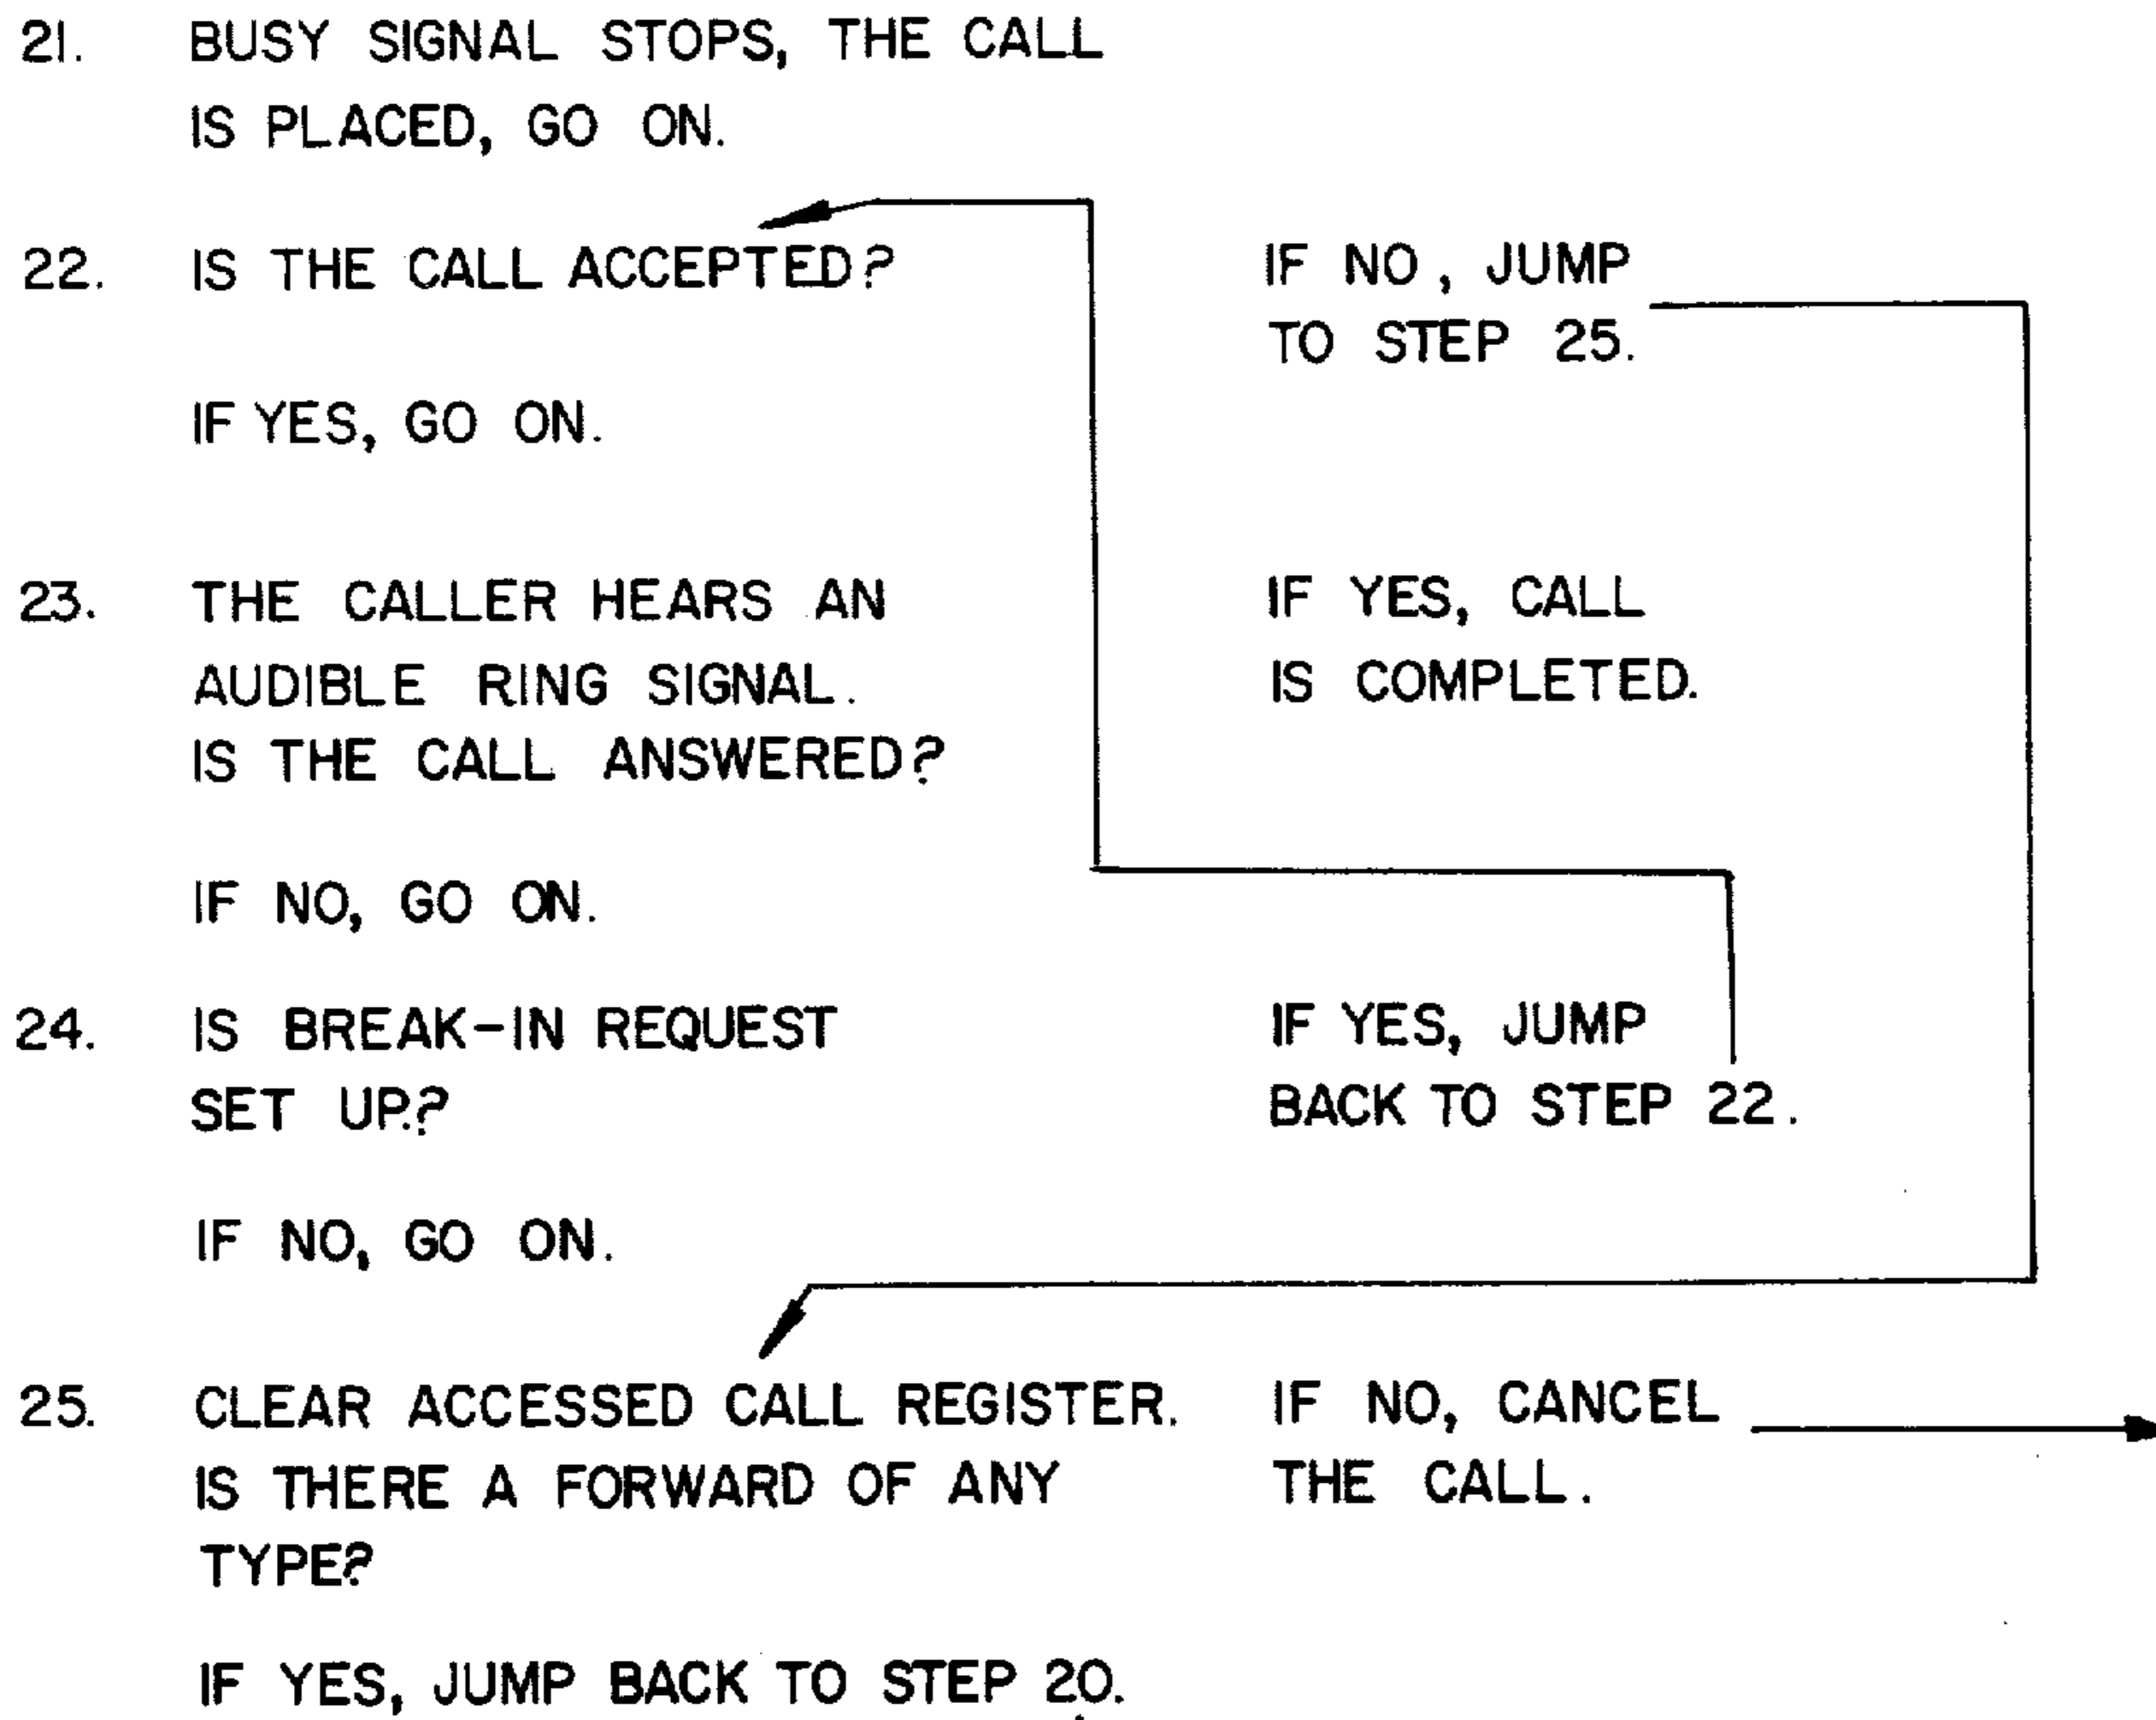 21. BUSY SIGNAL STOPS, THE CALL
IS PLACED, GO ON.
22. IS THE CALL ACCEPTED?
IF NO, JUMP
TO STEP 25.
IF YES, GO ON.
23. THE CALLER HEARS AN
AUDIBLE RING SIGNAL.
IS THE CALL ANSWERED?
IF YES, CALL
IS COMPLETED.
IF NO, GO ON.
24. IS BREAK-IN REQUEST
SET UP?
IF YES, JUMP
BACK TO STEP 22.
IF NO, GO ON.
25. CLEAR ACCESSED CALL REGISTER.
IS THERE A FORWARD OF ANY
TYPE?
IF NO, CANCEL
THE CALL.
IF YES, JUMP BACK TO STEP 20.